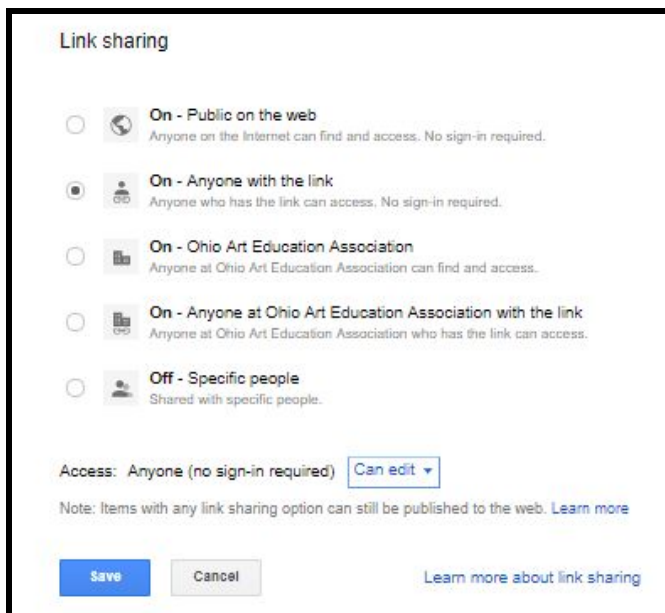 Link sharing
On - Public on the web
Anyone on the Internet can find and access. No sign-in required.
On - Anyone with the link
Anyone who has the link can access. No sign-in required.
On - Ohio Art Education Association
Anyone at Ohio Art Education Association can find and access.
On - Anyone at Ohio Art Education Association with the link
Anyone at Ohio Art Education Association who has the link can access.
Off - Specific people
Shared with specific people.
Access: Anyone (no sign-in required) Can edit
Note: Items with any link sharing option can still be published to the web. Learn more
Save Cancel Learn more about link sharing